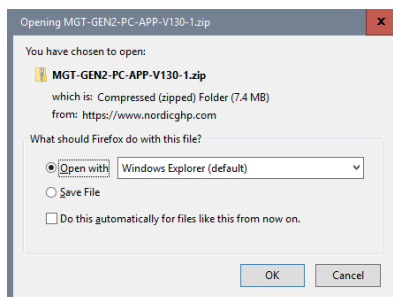 Opening MGT-GEN2-PC-APP-V130-1.zip
x
You have chosen to open:
MGT-GEN2-PC-APP-V130-1.zip
which is: Compressed (zipped) Folder (7.4 MB)
from: https://www.nordicghp.com
What should Firefox do with this file?
Open with Windows Explorer (default)
Save File
Do this automatically for files like this from now on.
OK Cancel